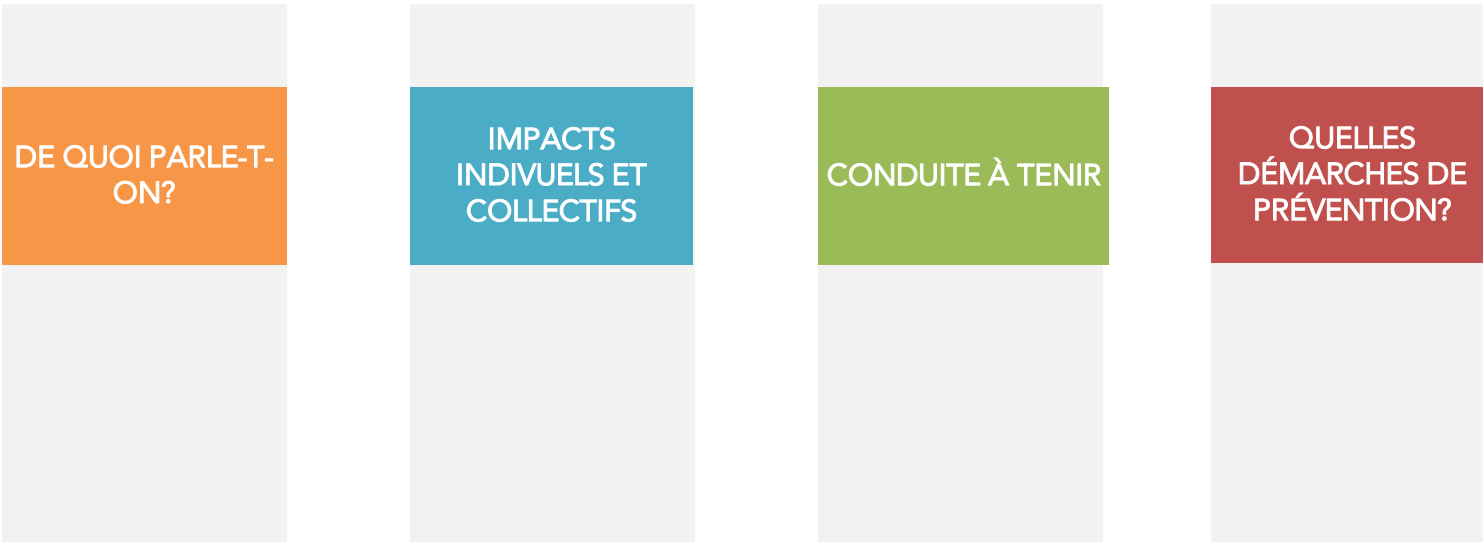 DE QUOI PARLE-T-
ON?
IMPACTS
INDIVUELS ET
COLLECTIFS
CONDUITE À TENIR
QUELLES
DÉMARCHES DE
PRÉVENTION?